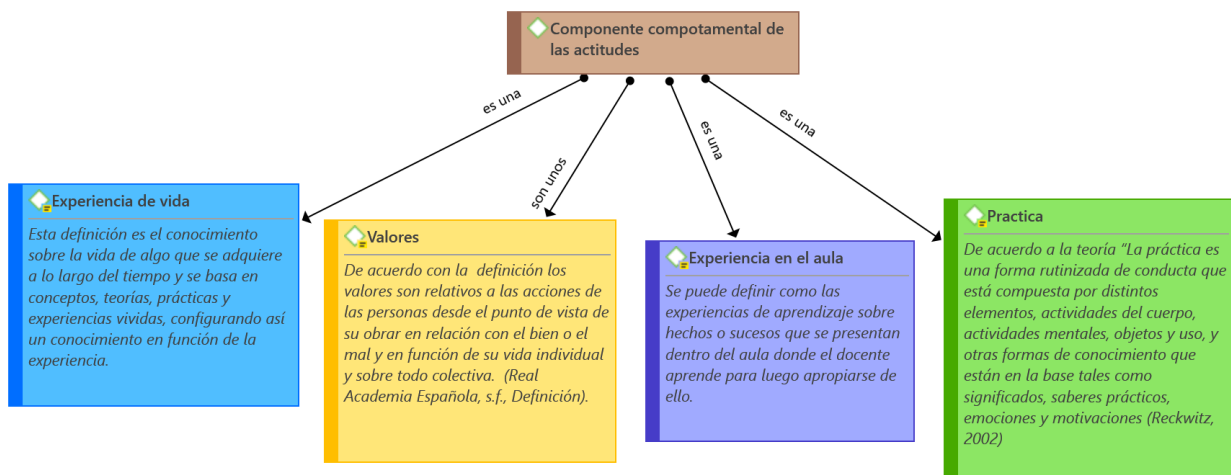 Componente compotamental de
las actitudes
es una
son unos
es una
es una
Experiencia de vida
Esta definición es el conocimiento
sobre la vida de algo que se adquiere
a lo largo del tiempo y se basa en
conceptos, teorías, prácticas y
experiencias vividas, configurando así
un conocimiento en función de la
experiencia.
Valores
De acuerdo con la definición los
valores son relativos a las acciones de
las personas desde el punto de vista de
su obrar en relación con el bien o el
mal y en función de su vida individual
y sobre todo colectiva. (Real
Academia Española, s.f., Definición).
Experiencia en el aula
Se puede definir como las
experiencias de aprendizaje sobre
hechos o sucesos que se presentan
dentro del aula donde el docente
aprende para luego apropiarse de
ello.
Practica
De acuerdo a la teoría “La práctica es
una forma rutinizada de conducta que
está compuesta por distintos
elementos, actividades del cuerpo,
actividades mentales, objetos y uso, y
otras formas de conocimiento que
están en la base tales como
significados, saberes prácticos,
emociones y motivaciones (Reckwitz,
2002)